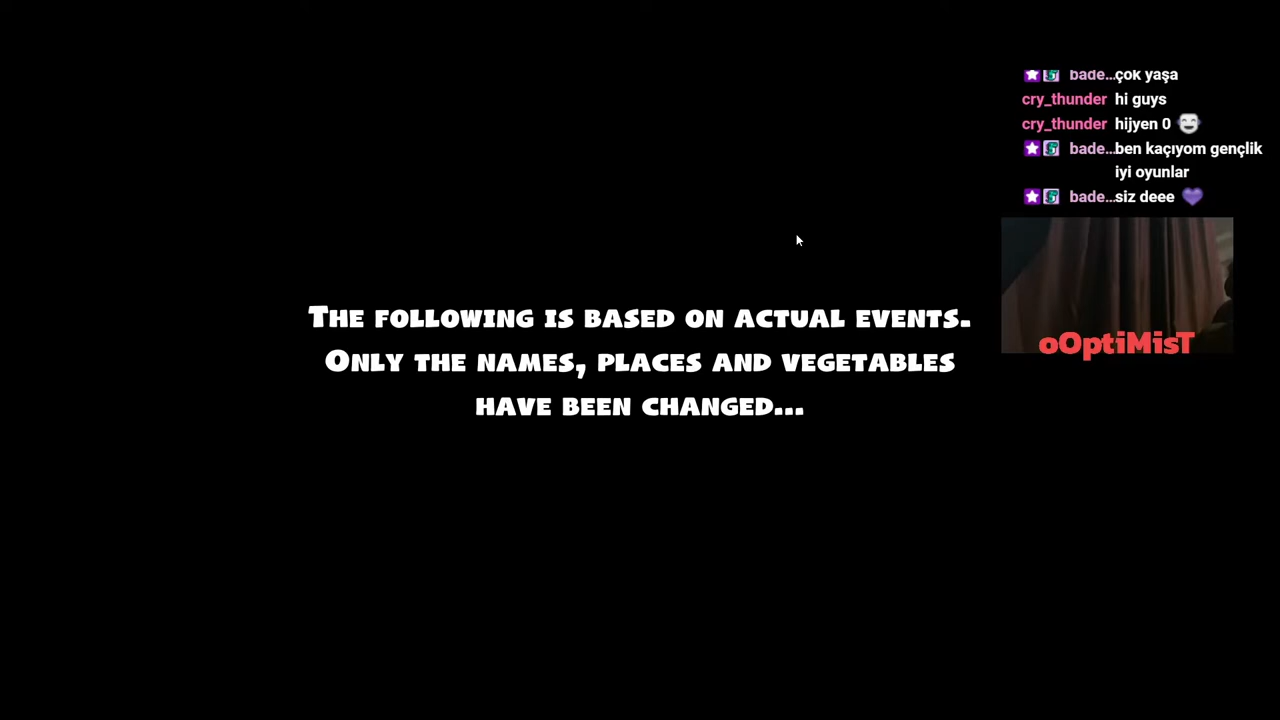 bade...çok yaşa
cry_thunder hi guys
cry_thunder hijyen 0
bade...ben kaçıyom gençlik
iyi oyunlar
bade...siz deee
oOptiMisT
THE FOLLOWING IS BASED ON ACTUAL EVENTS.
ONLY THE NAMES, PLACES AND VEGETABLES
HAVE BEEN CHANGED...